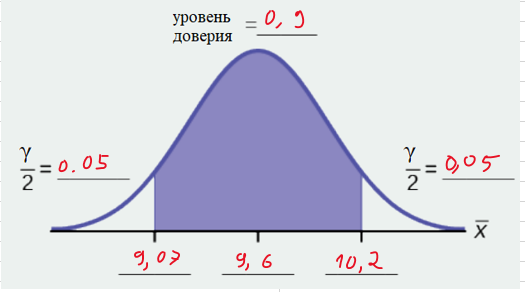 уровень доверия = 0,9
γ/2 = 0.05
γ/2 = 0,05
x̅
9,07 9,6 10,2